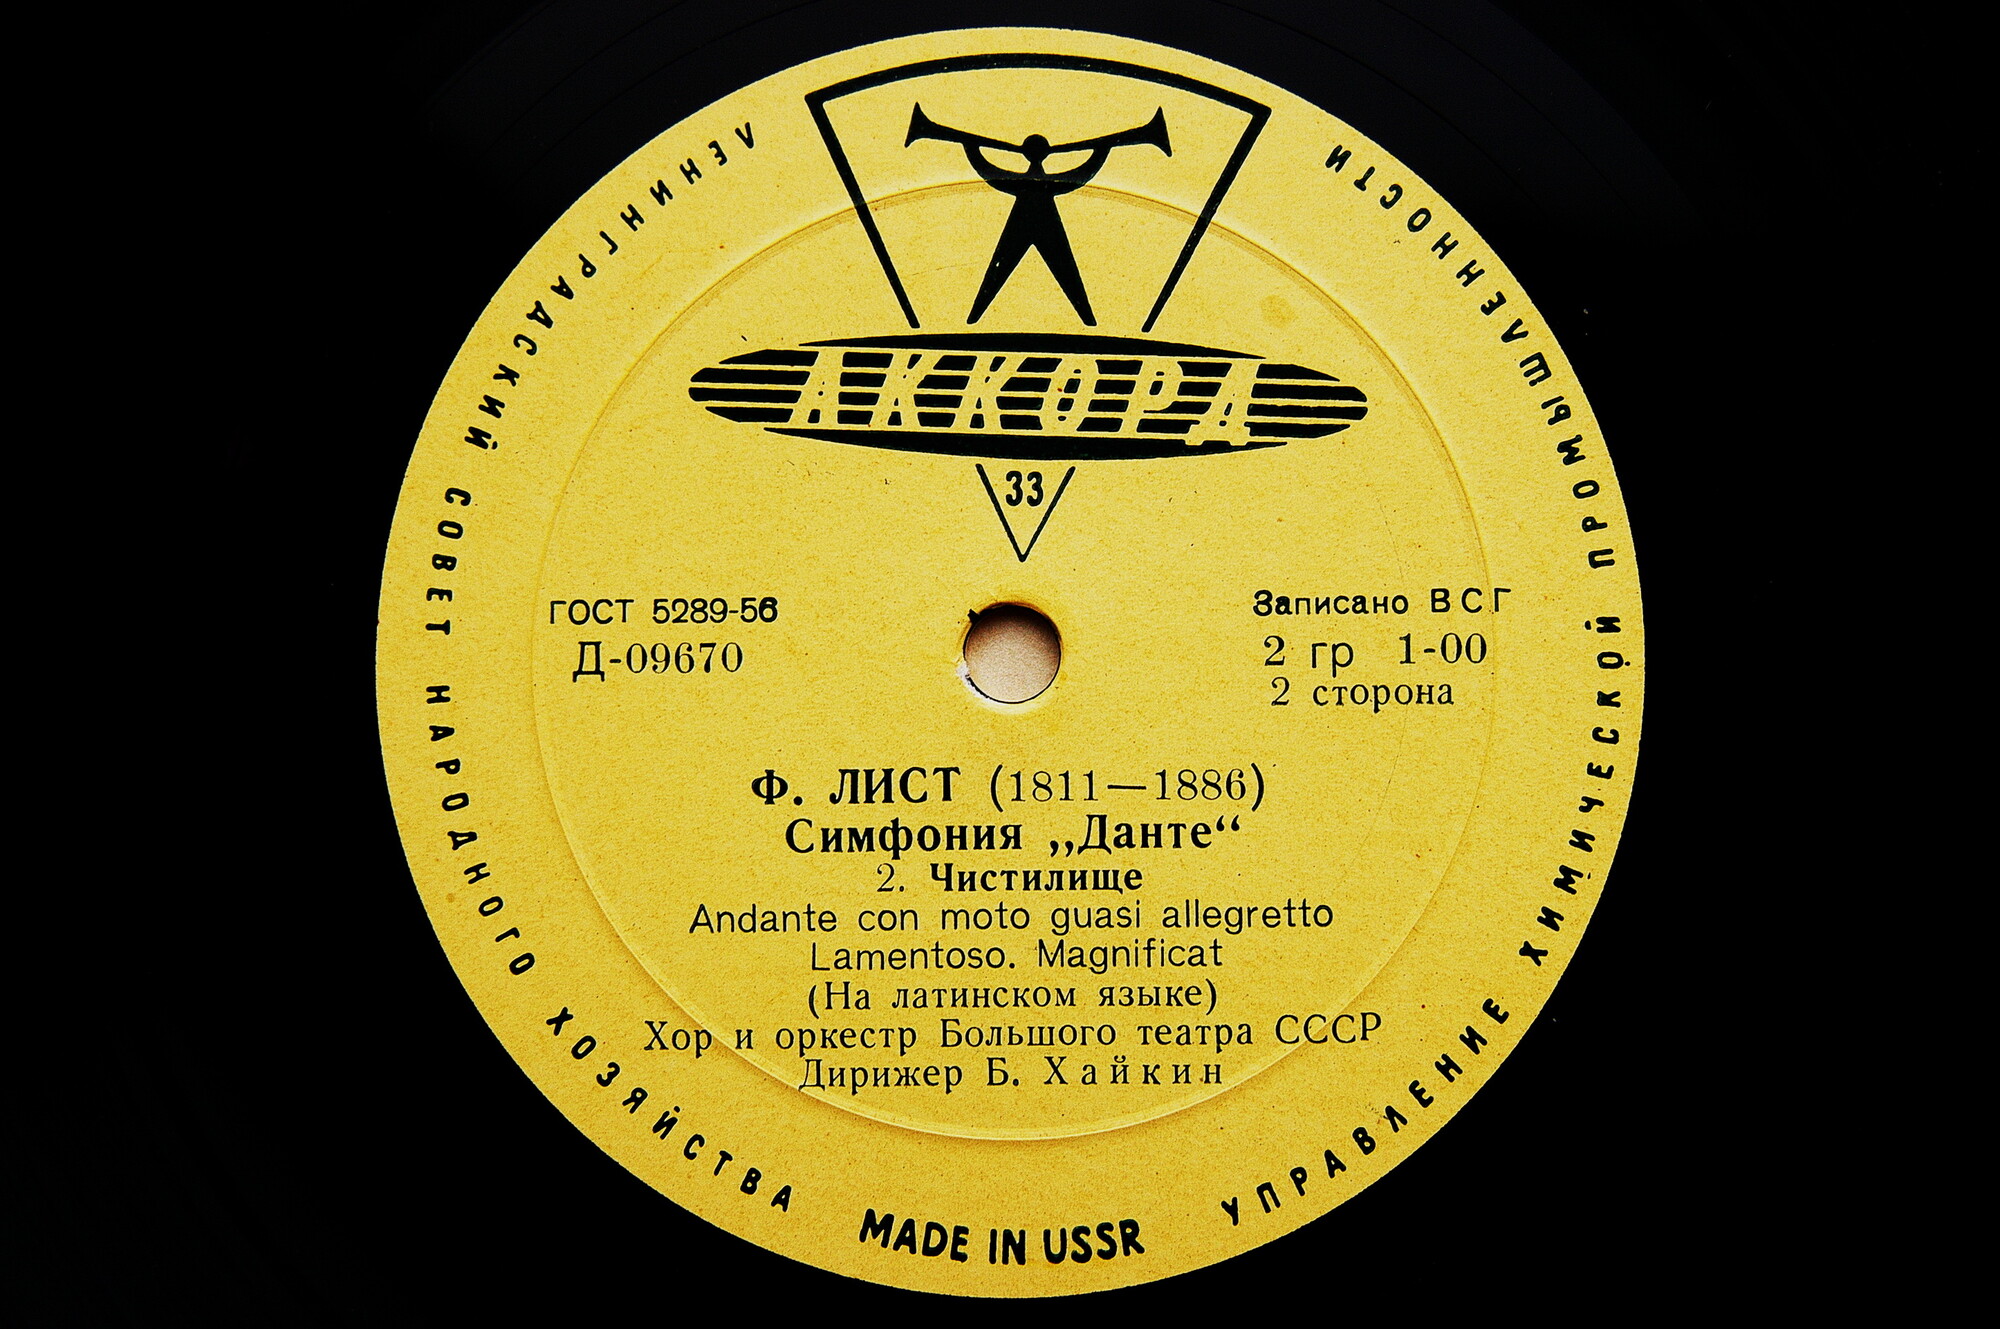 ЛЕНИНГРАДСКИЙ СОВЕТ НАРОДНОГО ХОЗЯЙСТВА
УПРАВЛЕНИЕ ХИМИЧЕСКОЙ ПРОМЫШЛЕННОСТИ
АККОРД
33
ГОСТ 5289-56
Д-09670
Записано ВСГ
2 гр 1-00
2 сторона
Ф. ЛИСТ (1811—1886)
Симфония „Данте“
2. Чистилище
Andante con moto guasi allegretto
Lamentoso. Magnificat
(На латинском языке)
Хор и оркестр Большого театра СССР
Дирижер Б. Хайкин
MADE IN USSR